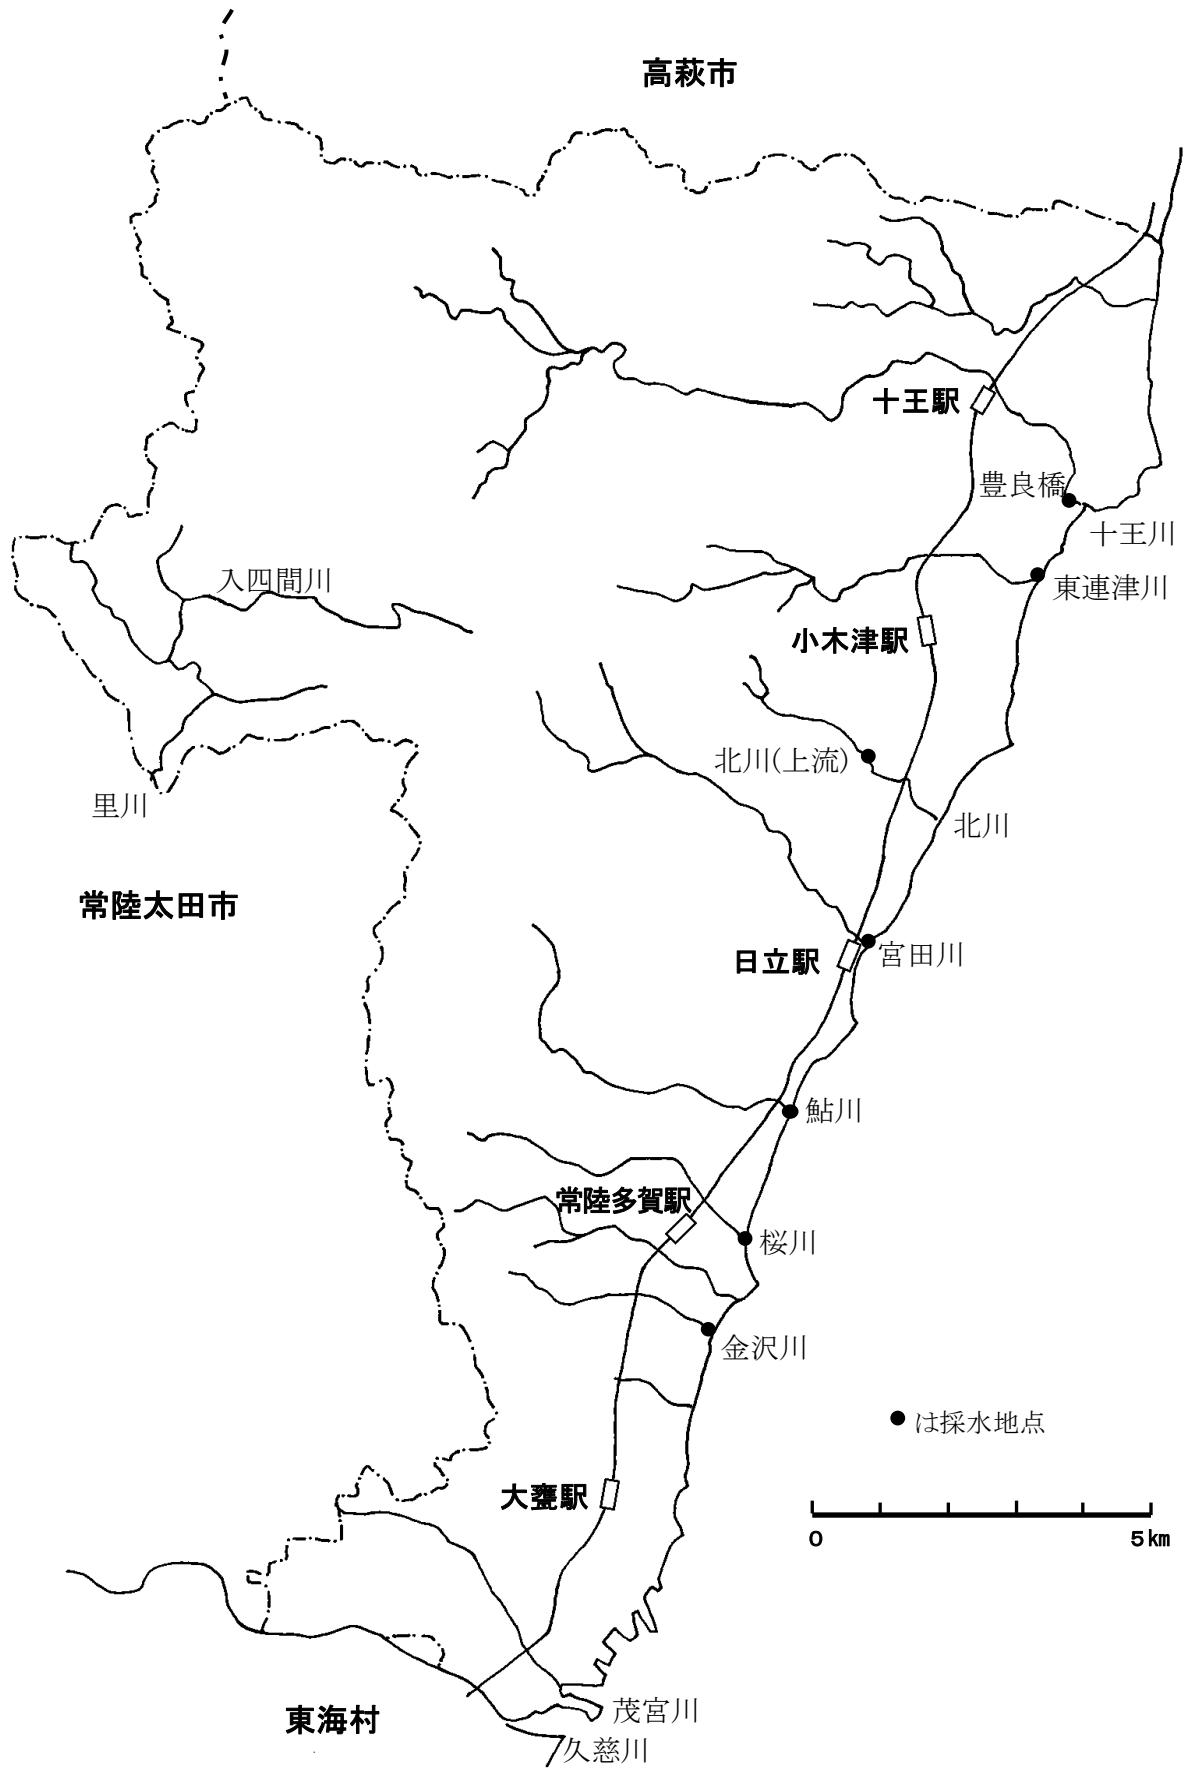 高萩市
十王駅
豊良橋
十王川
入四間川
東連津川
小木津駅
北川(上流)
里川
北川
常陸太田市
日立駅
宮田川
鮎川
常陸多賀駅
桜川
金沢川
●は採水地点
大甕駅
0 5km
東海村
茂宮川
久慈川